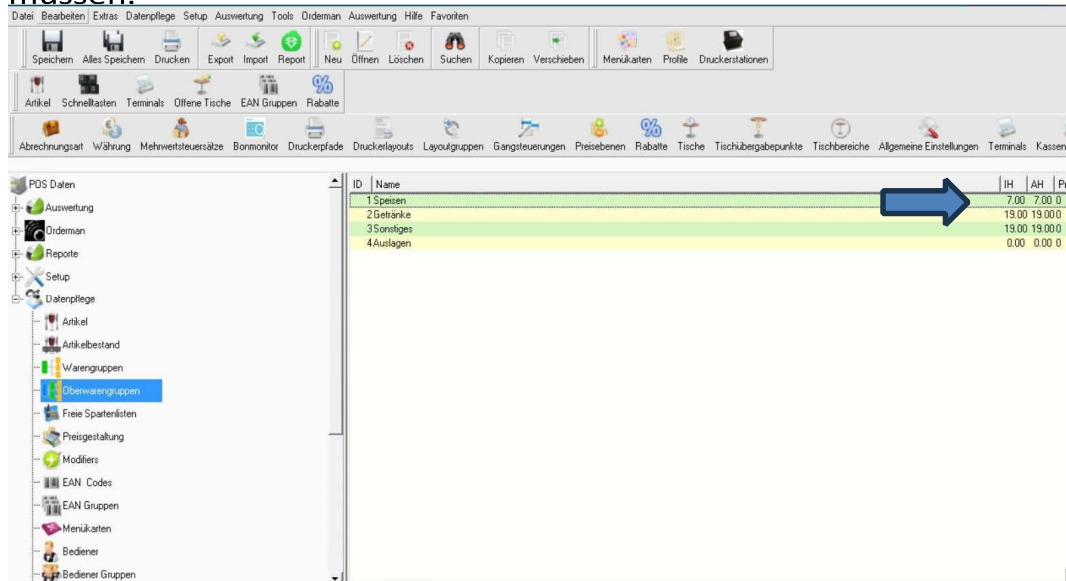 müssen.
Datei Bearbeiten Extras Datenpflege Setup Auswertung Tools Orderman Auswertung Hilfe Favoriten
Speichern Alles Speichern Drucken Export Import Report Neu Öffnen Löschen Suchen Kopieren Verschieben Menükarten Profile Druckerstationen
Artikel Schnelltasten Terminals Offene Tische EAN Gruppen Rabatte
Abrechnungsart Währung Mehrwertsteuersätze Bonmonitor Druckerpfade Druckerlayouts Layoutgruppen Gangsteuerungen Preisebenen Rabatte Tische Tischübergabepunkte Tischbereiche Allgemeine Einstellungen Terminals Kassen
POS Daten
Auswertung
Orderman
Reporte
Setup
Datenpflege
Artikel
Artikelbestand
Warengruppen
Oberwarengruppen
Freie Spartenlisten
Preisgestaltung
Modifiers
EAN Codes
EAN Gruppen
Menükarten
Bediener
Bediener Gruppen
ID Name IH AH Pr
1 Speisen 7.00 7.00 0
2 Getränke 19.00 19.00 0
3 Sonstiges 19.00 19.00 0
4 Auslagen 0.00 0.00 0